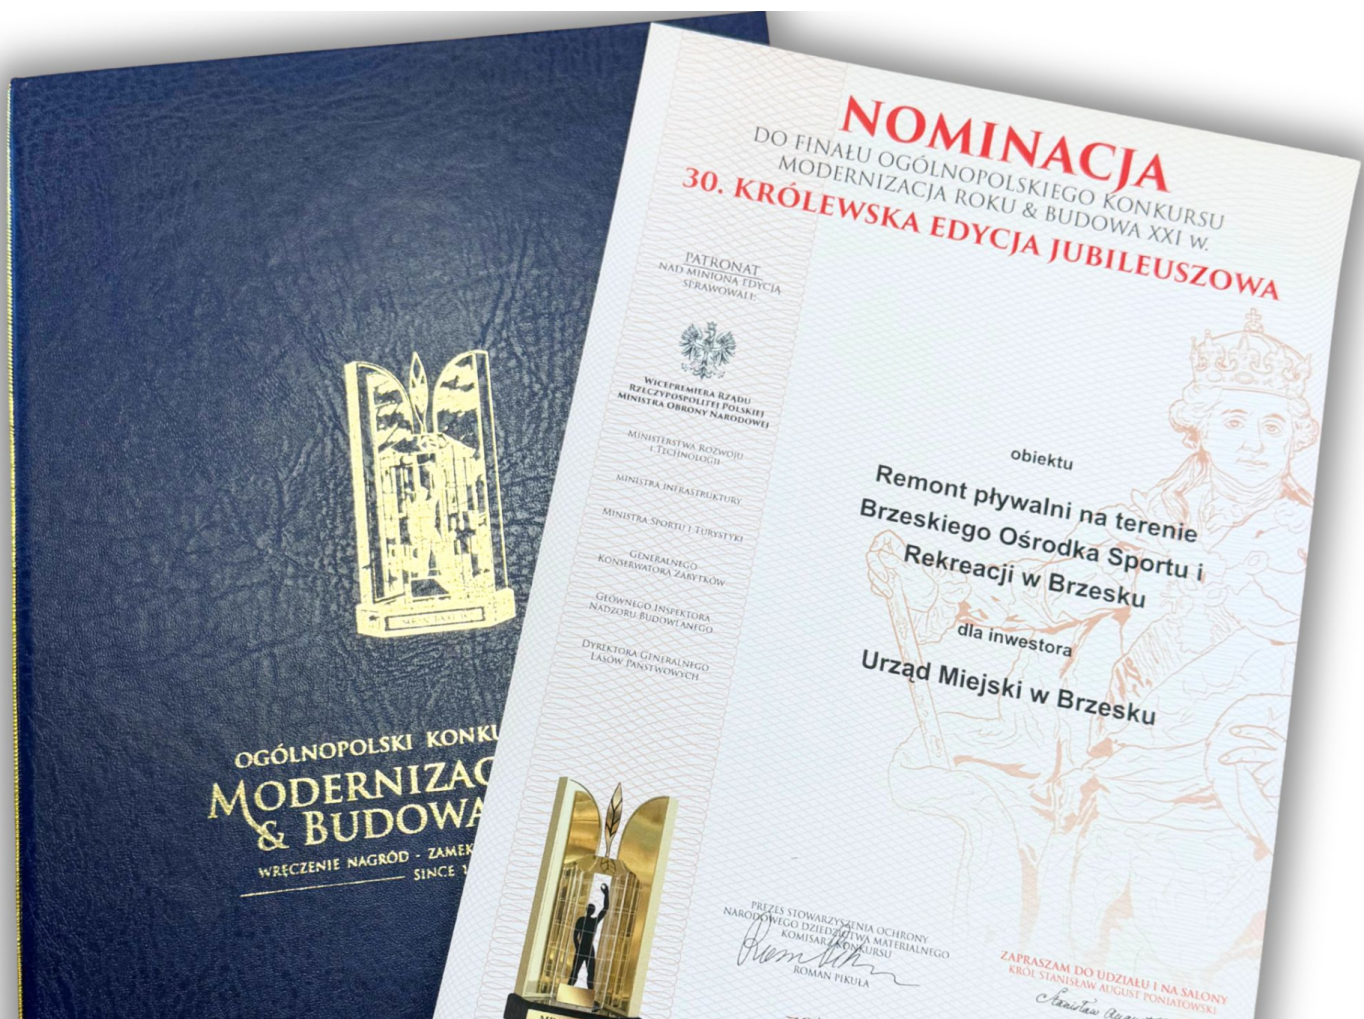 OGÓLNOPOLSKI
MODERNIZAC
& BUDOWA
WRĘCZENIE NAGRÓD - ZAMEK
SINCE
NOMINACJA
DO FINAŁU OGÓLNOPOLSKIEGO KONKURSU
MODERNIZACJA ROKU & BUDOWA XXI W.
30. KRÓLEWSKA EDYCJA JUBILEUSZOWA
PATRONAT
NAD MINIONĄ EDYCJĄ
SPRAWOWALI:
WICEPREMIERA RZĄDU
RZECZYPOSPOLITEJ POLSKIEJ
MINISTRA OBRONY NARODOWEJ
MINISTERSTWA ROZWOJU
I TECHNOLOGII
MINISTRA INFRASTRUKTURY
MINISTRA SPORTU I TURYSTYKI
GENERALNEGO
KONSERWATORA ZABYTKÓW
GŁÓWNEGO INSPEKTORA
NADZORU BUDOWLANEGO
DYREKTORA GENERALNEGO
LASÓW PAŃSTWOWYCH
obiektu
Remont pływalni na terenie
Brzeskiego Ośrodka Sportu i
Rekreacji w Brzesku
dla inwestora
Urząd Miejski w Brzesku
PREZES STOWARZYSZENIA OCHRONY
NARODOWEGO DZIEDZICTWA MATERIALNEGO
KOMISARZ KONKURSU
ROMAN PIKUŁA
ZAPRASZAM DO UDZIAŁU I NA SALONY
KRÓL STANISŁAW AUGUST PONIATOWSKI
Stanisław